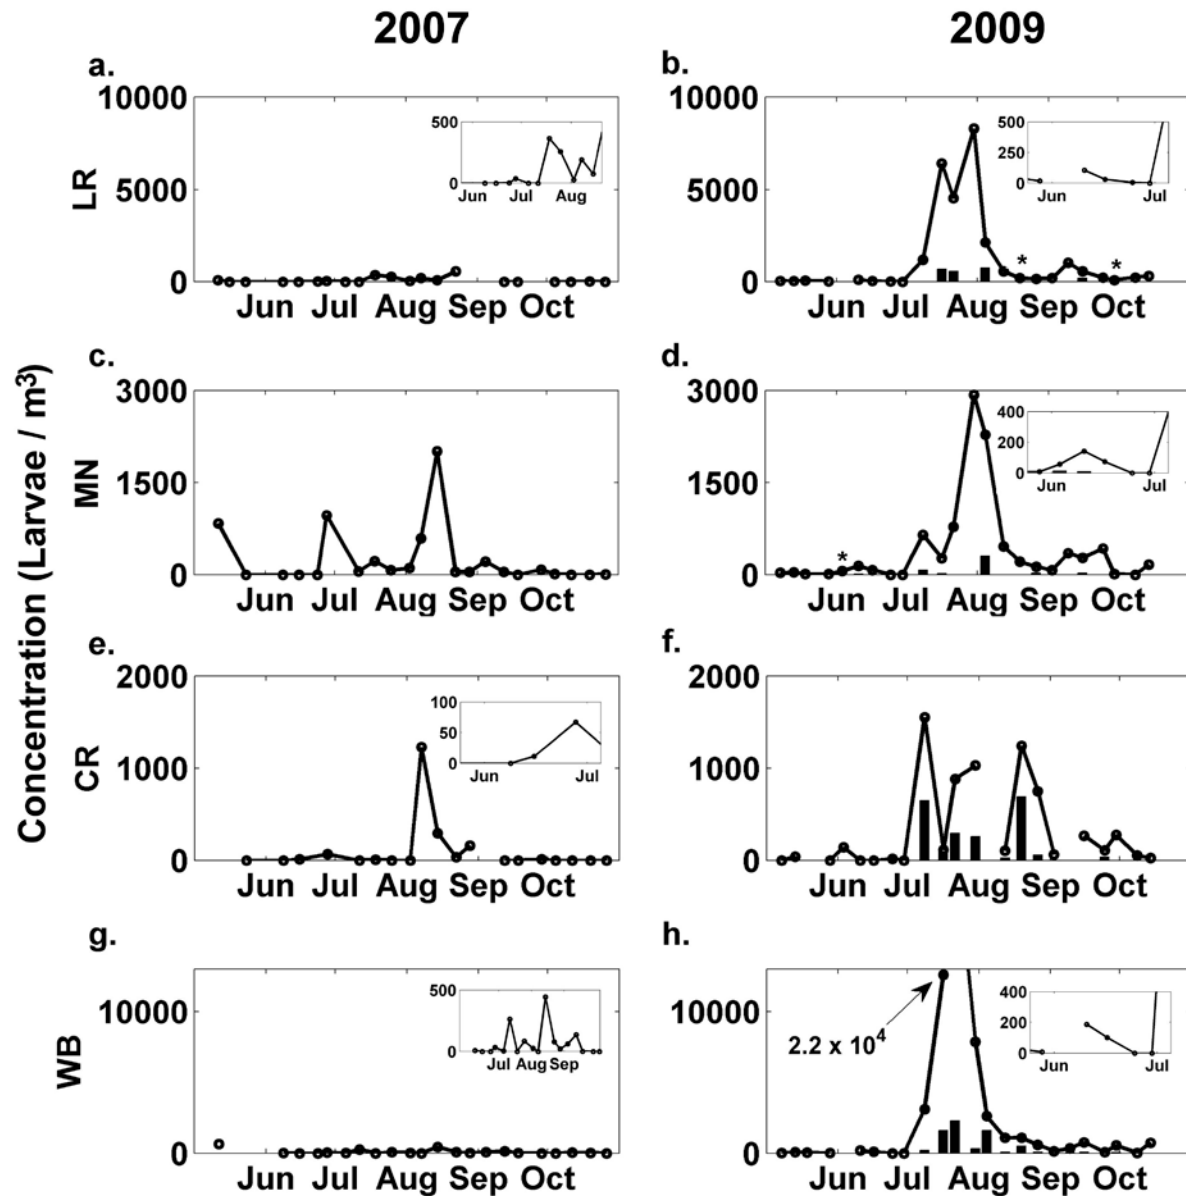 2007
2009
Concentration (Larvae / m³)
a.
LR
10000
5000
0
Jun Jul Aug Sep Oct
500
0
Jun Jul Aug
b.
10000
5000
0
* *
Jun Jul Aug Sep Oct
500
250
0
Jun Jul
c.
MN
3000
1500
0
Jun Jul Aug Sep Oct
d.
3000
1500
0
*
Jun Jul Aug Sep Oct
400
200
0
Jun Jul
e.
CR
2000
1000
0
Jun Jul Aug Sep Oct
100
50
0
Jun Jul
f.
2000
1000
0
Jun Jul Aug Sep Oct
g.
WB
10000
0
Jun Jul Aug Sep Oct
500
0
Jul Aug Sep
h.
10000
0
2.2 x 10⁴
Jun Jul Aug Sep Oct
400
200
0
Jun Jul